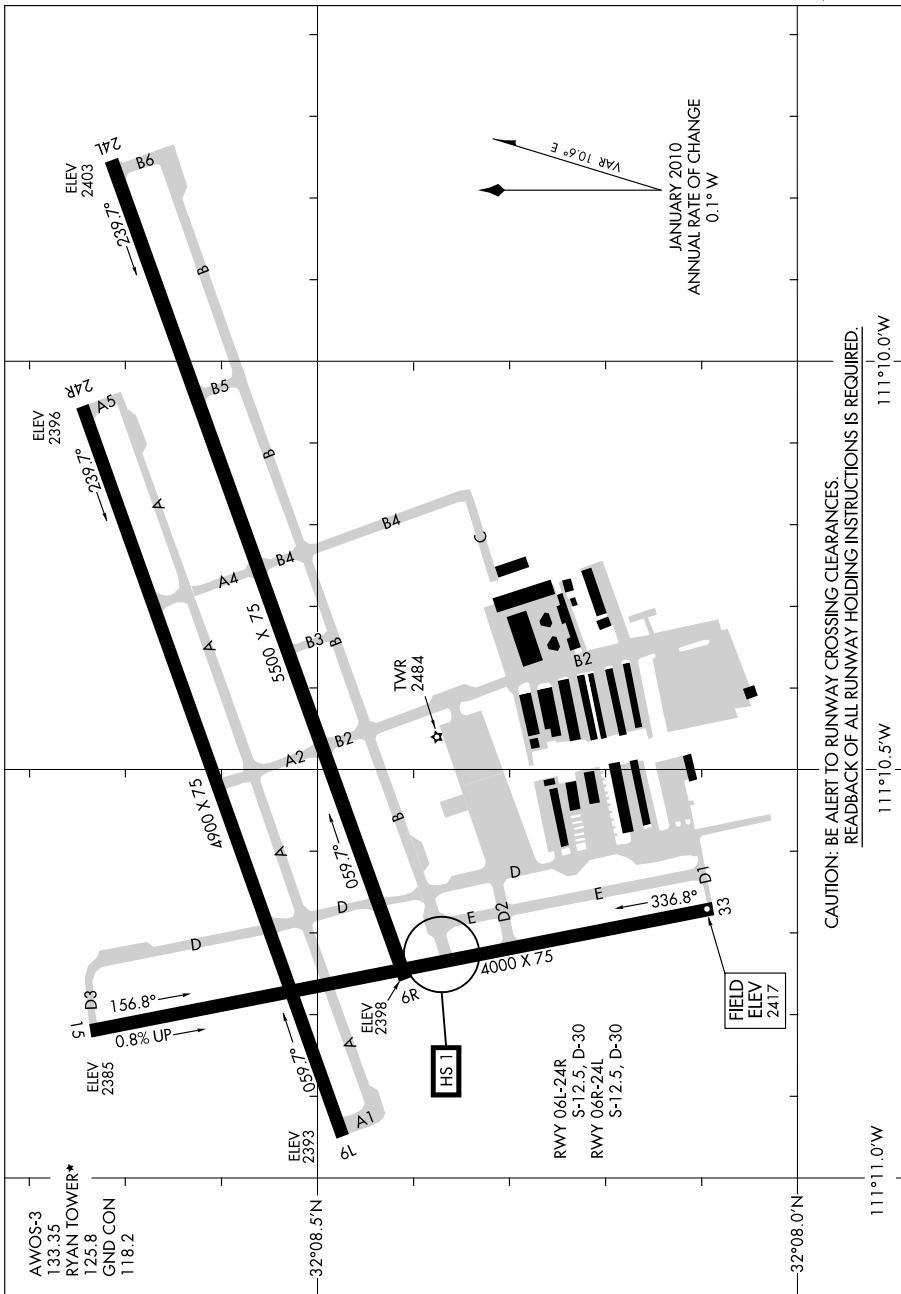 AWOS-3
133.35
RYAN TOWER★
125.8
GND CON
118.2
ELEV
2385
15
D3
0.8% UP
156.8°
D
ELEV
2396
24R
A5
239.7°
ELEV
2403
24L
B6
239.7°
B
A
A
A4
B5
B
B4
B4
C
4900 X 75
5500 X 75
B3
B
A2
B2
A
D
059.7°
B
TWR
2484
B2
059.7°
A
ELEV
2393
6L
A1
ELEV
2398
6R
HS 1
4000 X 75
E
D2
D
E
336.8°
D1
33
FIELD
ELEV
2417
RWY 06L-24R
S-12.5, D-30
RWY 06R-24L
S-12.5, D-30
VAR 10.6° E
JANUARY 2010
ANNUAL RATE OF CHANGE
0.1° W
32°08.5'N
32°08.0'N
CAUTION: BE ALERT TO RUNWAY CROSSING CLEARANCES.
READBACK OF ALL RUNWAY HOLDING INSTRUCTIONS IS REQUIRED.
111°11.0'W
111°10.5'W
111°10.0'W